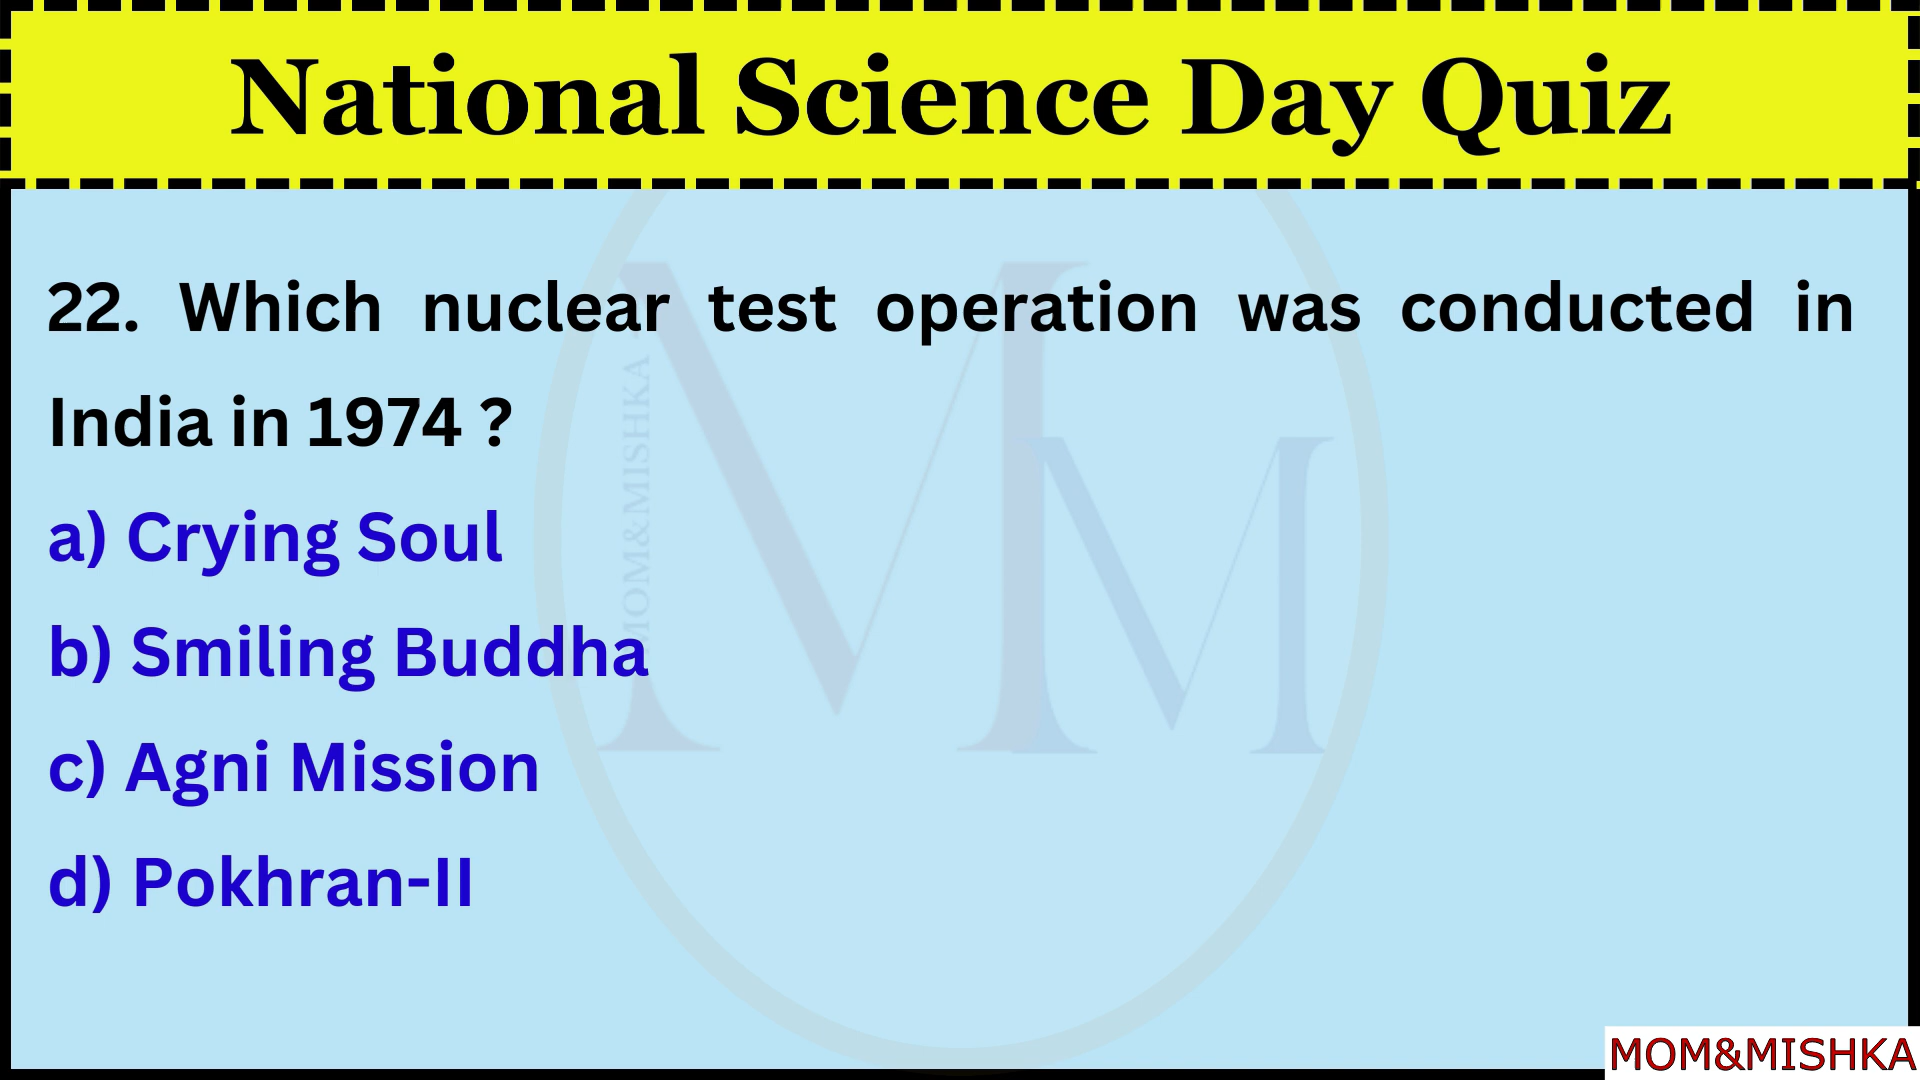 National Science Day Quiz
22. Which nuclear test operation was conducted in
India in 1974 ?
a) Crying Soul
b) Smiling Buddha
c) Agni Mission
d) Pokhran-II
MOM&MISHKA
MM
MOM&MISHKA